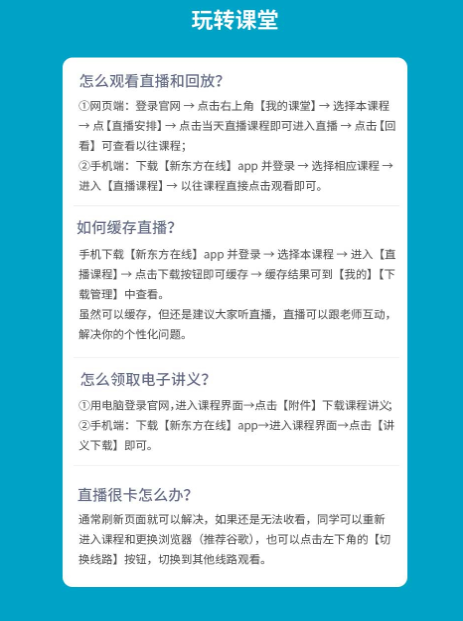 玩转课堂
怎么观看直播和回放?
①网页端：登录官网 → 点击右上角【我的课堂】→ 选择本课程
→ 点【直播安排】→ 点击当天直播课程即可进入直播 → 点击【回
看】可查看以往课程；
②手机端：下载【新东方在线】app 并登录 → 选择相应课程 →
进入【直播课程】→ 以往课程直接点击观看即可。
如何缓存直播?
手机下载【新东方在线】app 并登录 → 选择本课程 → 进入【直
播课程】→ 点击下载按钮即可缓存 → 缓存结果可到【我的】【下
载管理】中查看。
虽然可以缓存，但还是建议大家听直播，直播可以跟老师互动，
解决你的个性化问题。
怎么领取电子讲义?
①用电脑登录官网，进入课程界面→点击【附件】下载课程讲义；
②手机端：下载【新东方在线】app→进入课程界面→点击【讲
义下载】即可。
直播很卡怎么办?
通常刷新页面就可以解决，如果还是无法收看，同学可以重新
进入课程和更换浏览器（推荐谷歌），也可以点击左下角的【切
换线路】按钮，切换到其他线路观看。